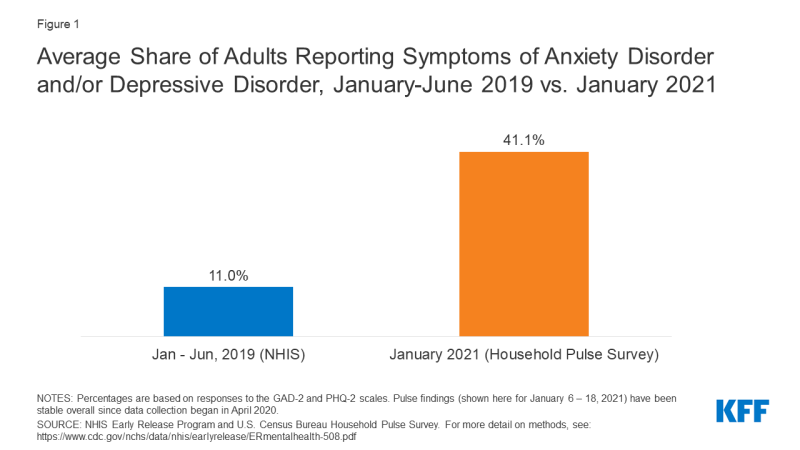 Figure 1
Average Share of Adults Reporting Symptoms of Anxiety Disorder
and/or Depressive Disorder, January-June 2019 vs. January 2021
41.1%
11.0%
Jan - Jun, 2019 (NHIS)
January 2021 (Household Pulse Survey)
NOTES: Percentages are based on responses to the GAD-2 and PHQ-2 scales. Pulse findings (shown here for January 6 – 18, 2021) have been
stable overall since data collection began in April 2020.
SOURCE: NHIS Early Release Program and U.S. Census Bureau Household Pulse Survey. For more detail on methods, see:
https://www.cdc.gov/nchs/data/nhis/earlyrelease/ERmentalhealth-508.pdf
KFF